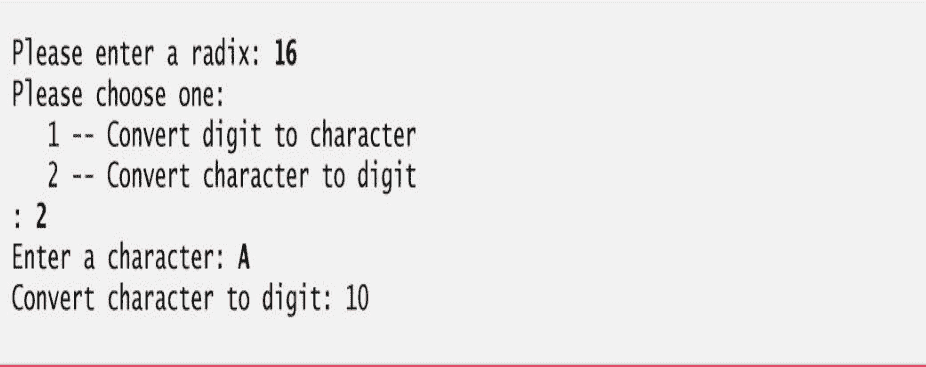 Please enter a radix: 16
Please choose one:
   1 -- Convert digit to character
   2 -- Convert character to digit
: 2
Enter a character: A
Convert character to digit: 10